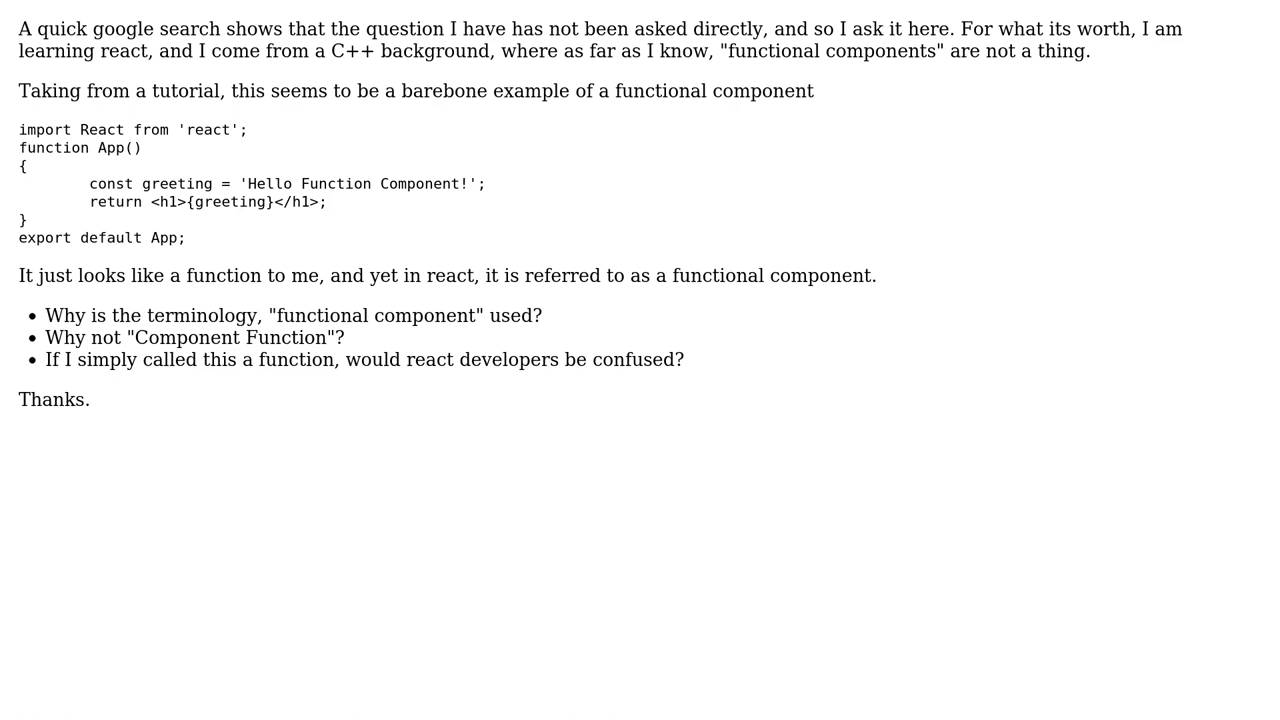 A quick google search shows that the question I have has not been asked directly, and so I ask it here. For what its worth, I am
learning react, and I come from a C++ background, where as far as I know, "functional components" are not a thing.
Taking from a tutorial, this seems to be a barebone example of a functional component
import React from 'react';
function App()
{
        const greeting = 'Hello Function Component!';
        return <h1>{greeting}</h1>;
}
export default App;
It just looks like a function to me, and yet in react, it is referred to as a functional component.
• Why is the terminology, "functional component" used?
• Why not "Component Function"?
• If I simply called this a function, would react developers be confused?
Thanks.